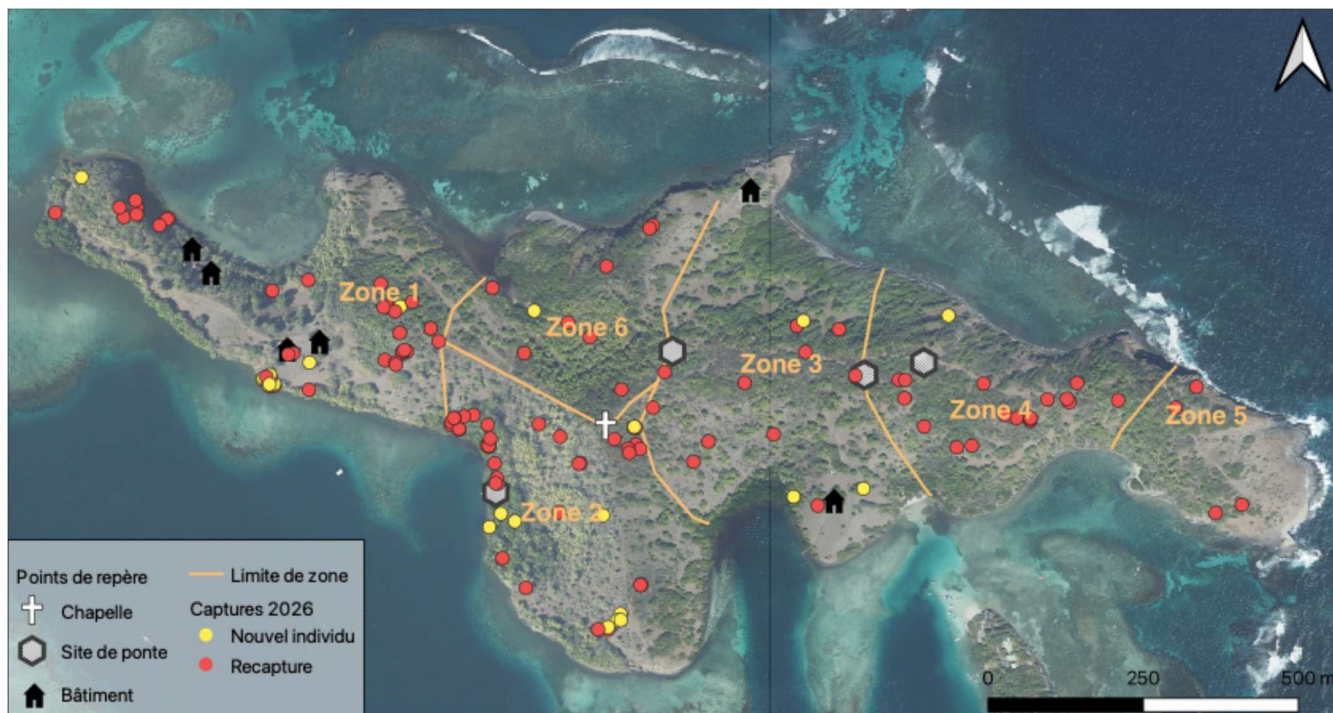 Zone 1
Zone 6
Zone 3
Zone 4
Zone 5
Zone 2
Points de repère
Chapelle
Site de ponte
Bâtiment
Limite de zone
Captures 2026
Nouvel individu
Recapture
0 250 500 m